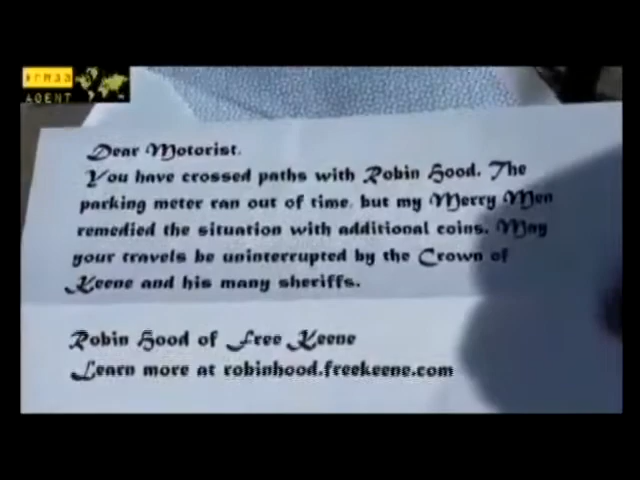 AGENT
Dear Motorist.
You have crossed paths with Robin Hood. The
parking meter ran out of time, but my Merry Men
remedied the situation with additional coins. May
your travels be uninterrupted by the Crown of
Keene and his many sheriffs.
Robin Hood of Free Keene
Learn more at robinhood.freekeene.com